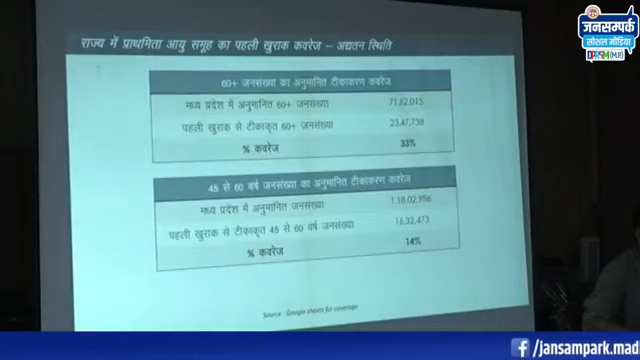 जनसम्पर्क
सोशल मीडिया
राज्य में प्राथमिता आयु समूह का पहली खुराक कवरेज – अद्यतन स्थिति
60+ जनसंख्या का अनुमानित टीकाकरण कवरेज
मध्य प्रदेश में अनुमानित 60+ जनसंख्या 71,62,015
पहली खुराक से टीकाकृत 60+ जनसंख्या 23,47,738
% कवरेज 33%
45 से 60 वर्ष जनसंख्या का अनुमानित टीकाकरण कवरेज
मध्य प्रदेश में अनुमानित जनसंख्या 1,18,02,986
पहली खुराक से टीकाकृत 45 से 60 वर्ष जनसंख्या 16,32,473
% कवरेज 14%
Source : Google sheets for coverage
/jansampark.mad